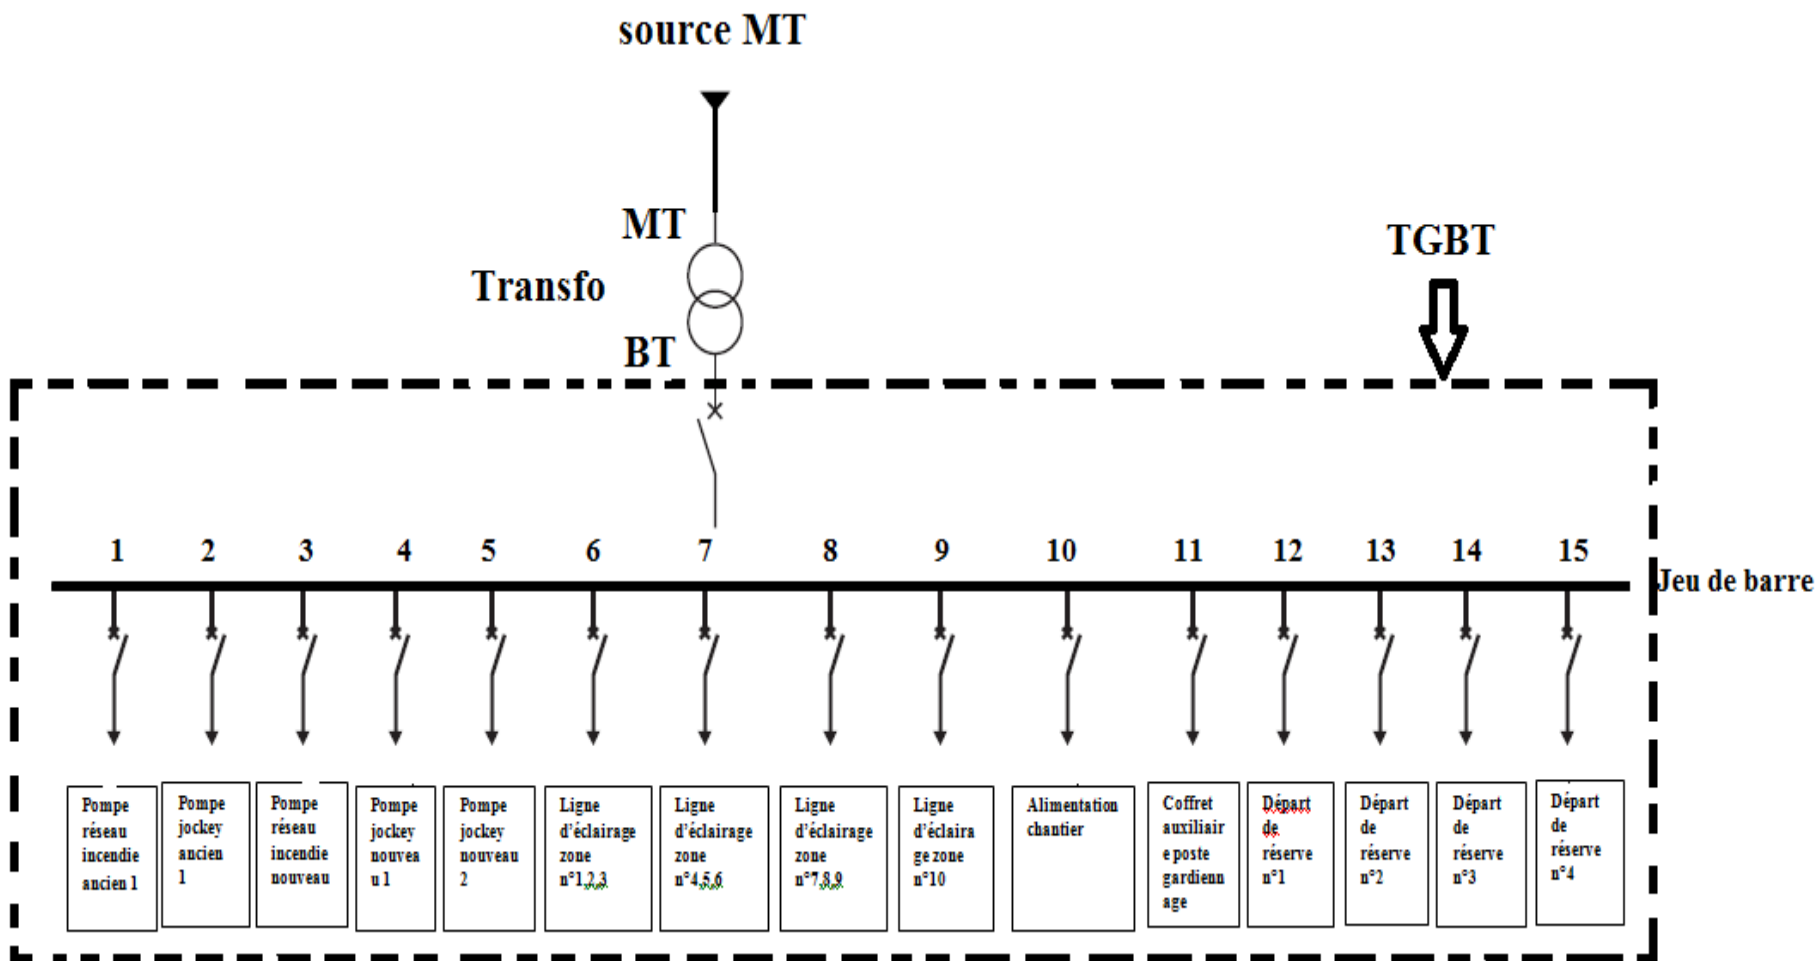 source MT
MT
TGBT
Transfo
BT
1 2 3 4 5 6 7 8 9 10 11 12 13 14 15
Jeu de barre
Pompe
réseau
incendie
ancien 1
Pompe
jockey
ancien
1
Pompe
réseau
incendie
nouveau
Pompe
jockey
nouvea
u 1
Pompe
jockey
nouveau
2
Ligne
d'éclairage
zone
n°1,2,3
Ligne
d'éclairage
zone
n°4,5,6
Ligne
d'éclairage
zone
n°7,8,9
Ligne
d'éclaira
ge zone
n°10
Alimentation
chantier
Coffret
auxiliair
e poste
gardienn
age
Départ
de
réserve
n°1
Départ
de
réserve
n°2
Départ
de
réserve
n°3
Départ
de
réserve
n°4